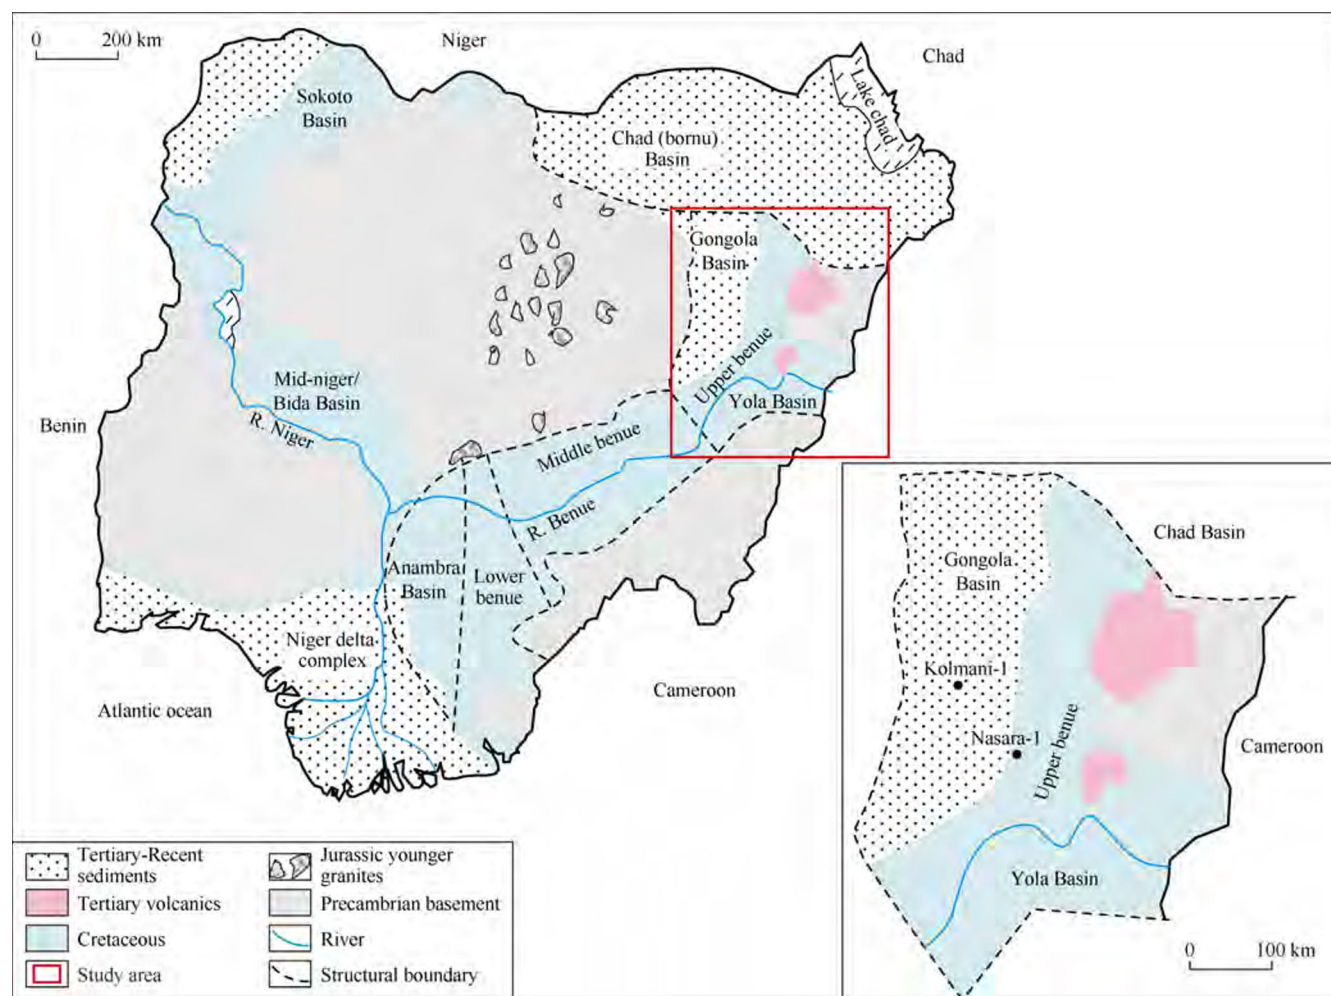 0 200 km
Niger
Chad
Lake chad
Sokoto
Basin
Chad (bornu)
Basin
Gongola
Basin
Upper benue
Yola Basin
Mid-niger/
Bida Basin
R. Niger
Benin
Middle benue
R. Benue
Anambra
Basin
Lower
benue
Niger delta
complex
Cameroon
Atlantic ocean
Chad Basin
Gongola
Basin
Kolmani-1
Nasara-1
Upper benue
Cameroon
Yola Basin
0 100 km
Tertiary-Recent
sediments
Tertiary volcanics
Cretaceous
Study area
Jurassic younger
granites
Precambrian basement
River
Structural boundary